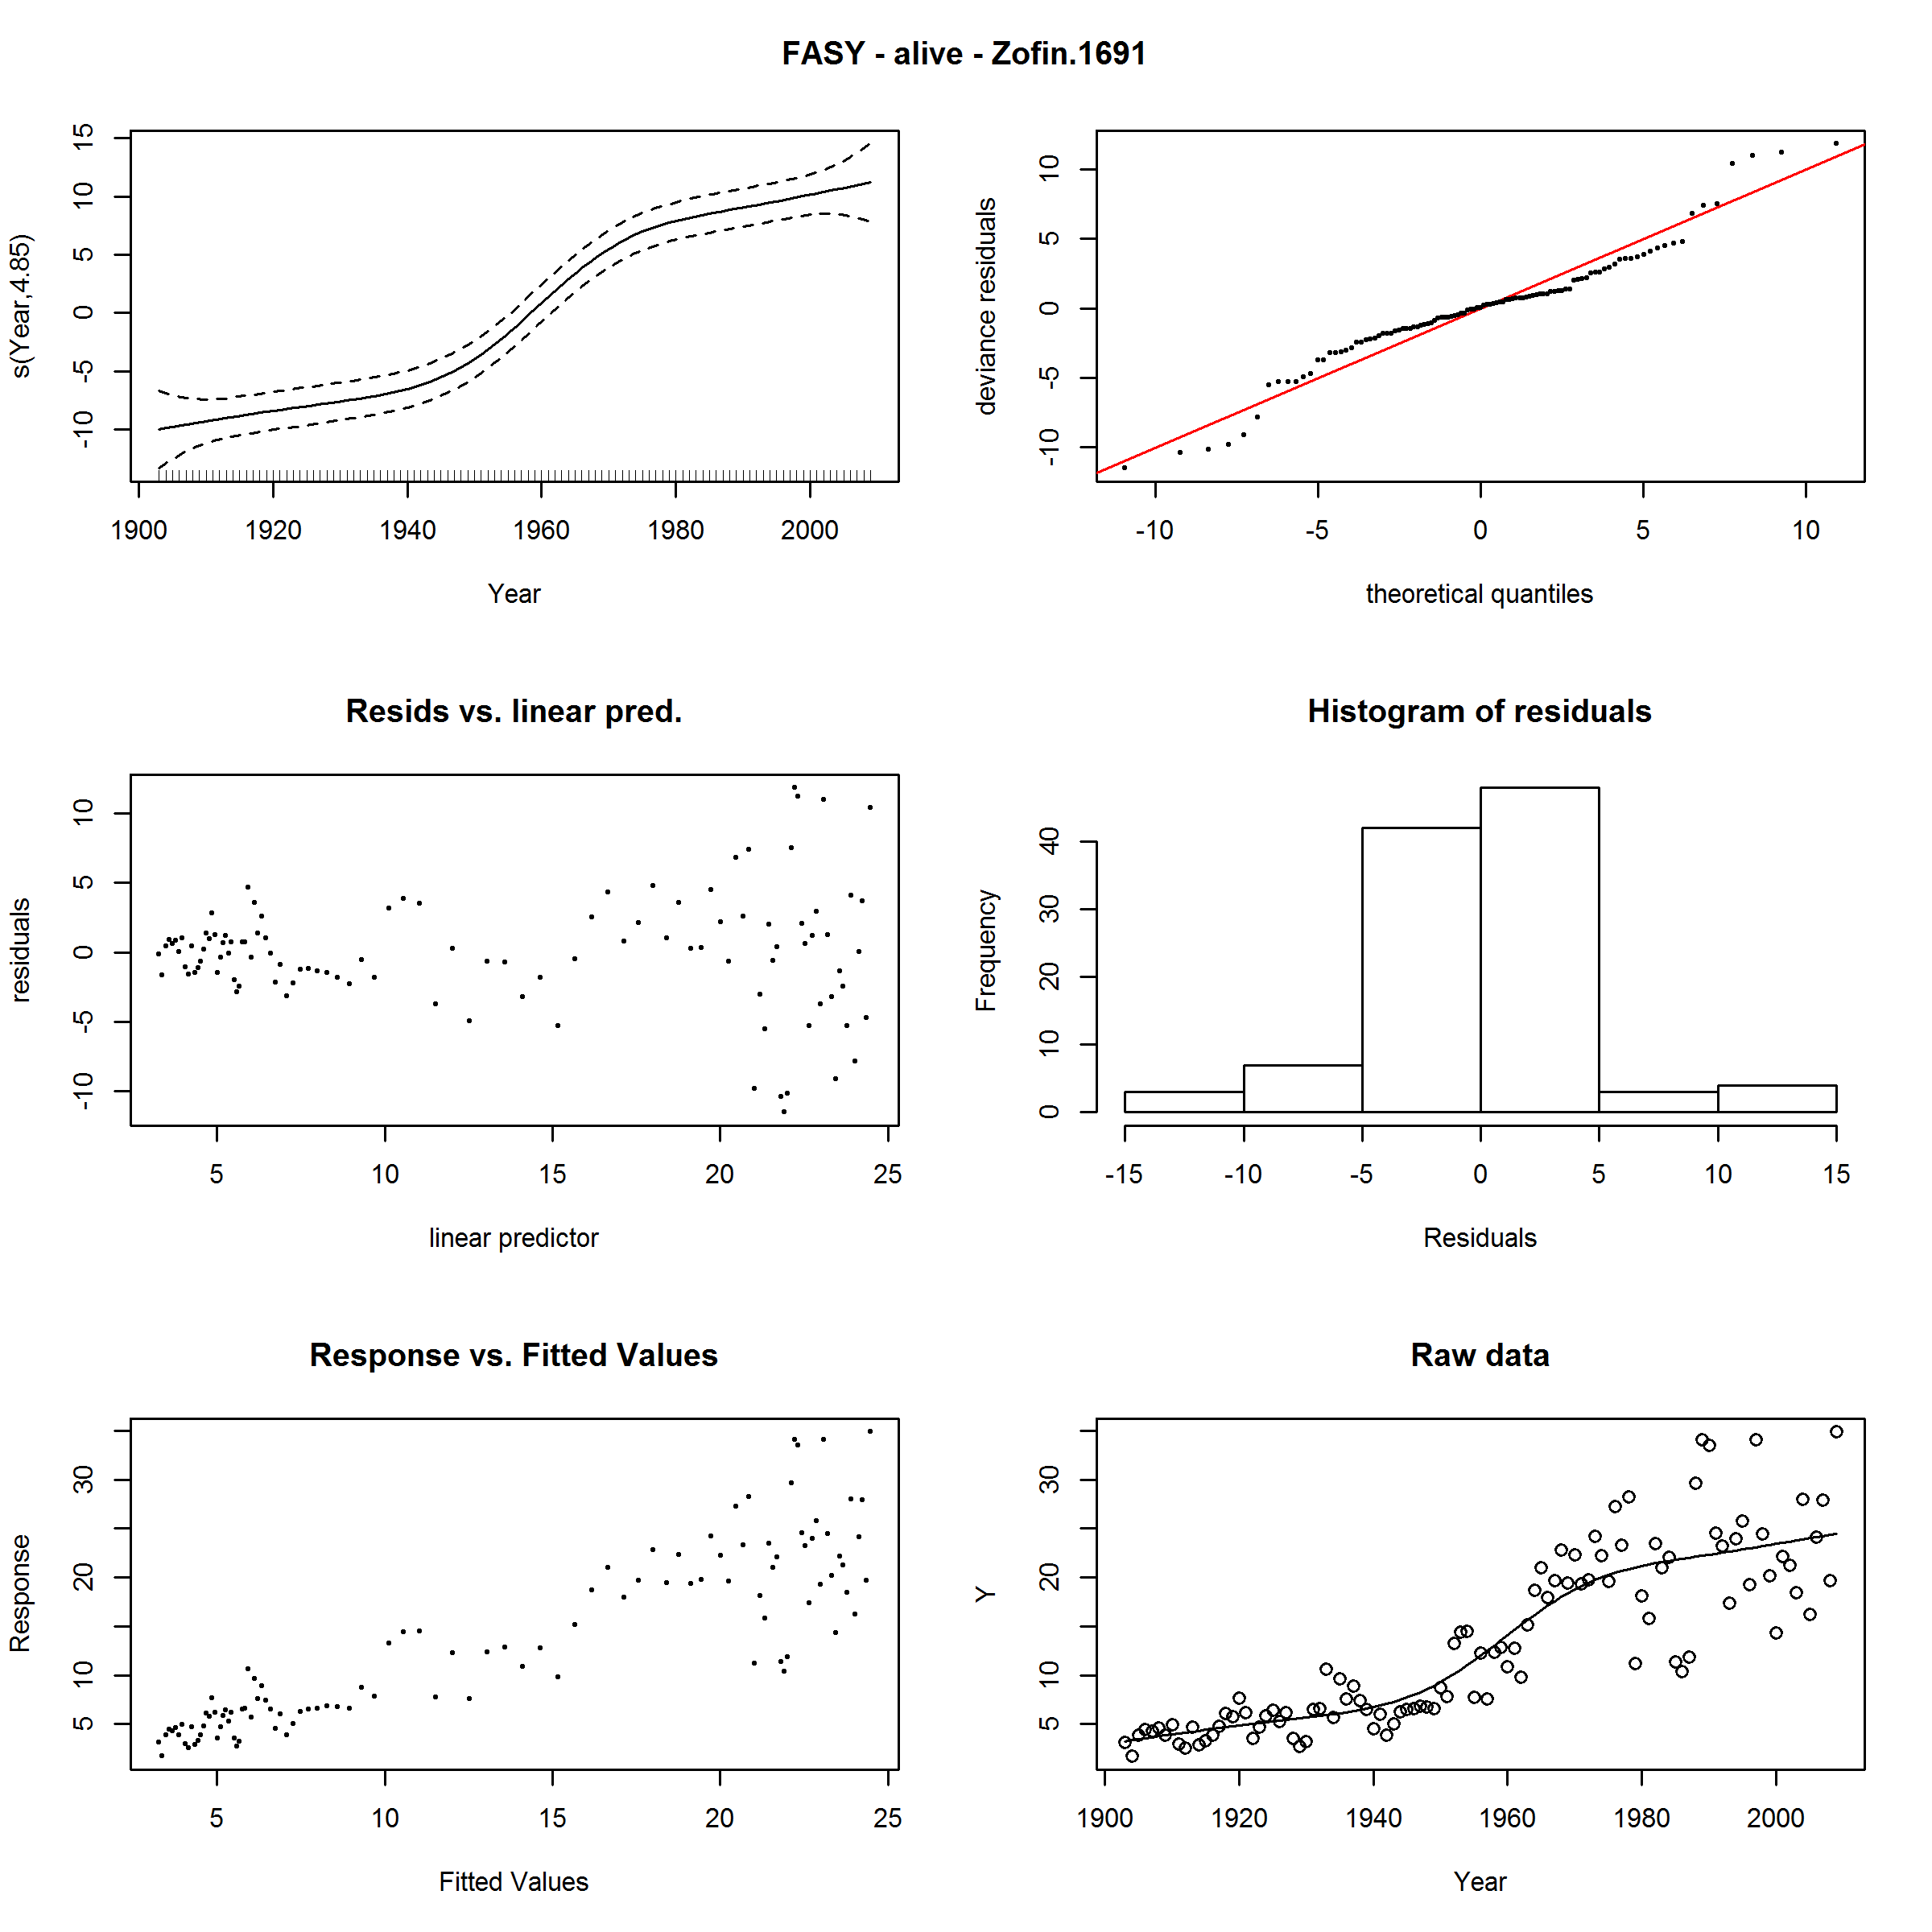 FASY - alive - Zofin.1691
s(Year,4.85)
15
10
5
0
-5
-10
1900 1920 1940 1960 1980 2000
Year
deviance residuals
10
5
0
-5
-10
-10 -5 0 5 10
theoretical quantiles
Resids vs. linear pred.
residuals
10
5
0
-5
-10
5 10 15 20 25
linear predictor
Histogram of residuals
Frequency
40
30
20
10
0
-15 -10 -5 0 5 10 15
Residuals
Response vs. Fitted Values
Response
30
20
10
5
5 10 15 20 25
Fitted Values
Raw data
Y
30
20
10
5
1900 1920 1940 1960 1980 2000
Year